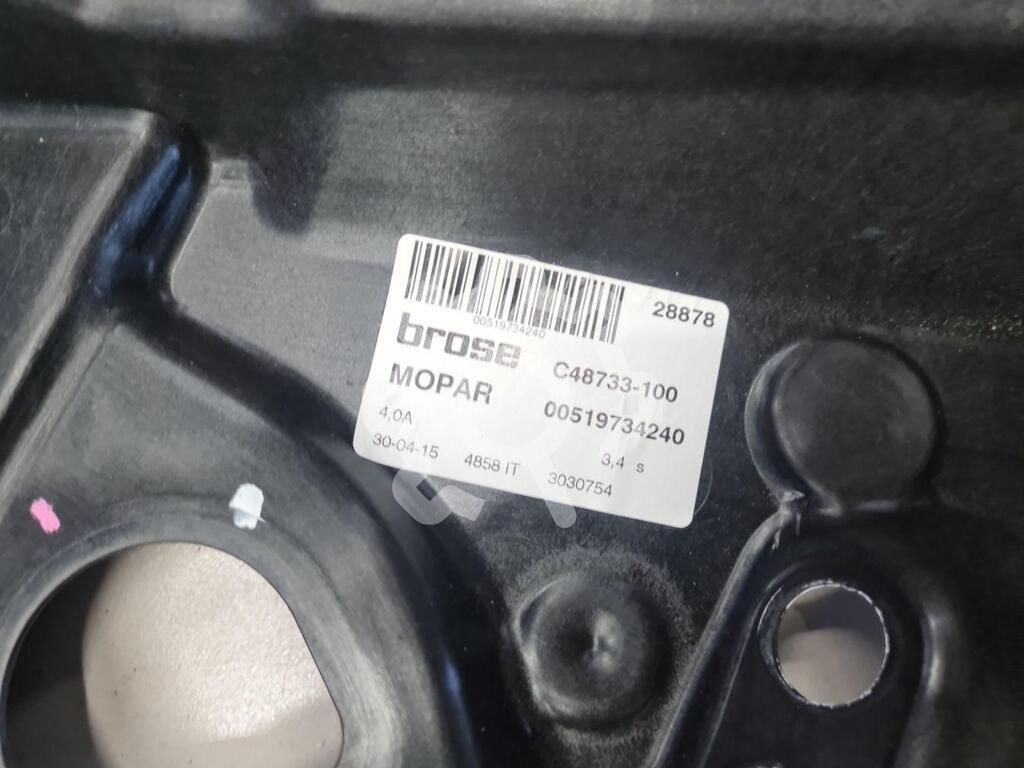 28878
00519734240
brose
C48733-100
MOPAR
00519734240
4,0A
3,4 s
30-04-15
4858 IT
3030754